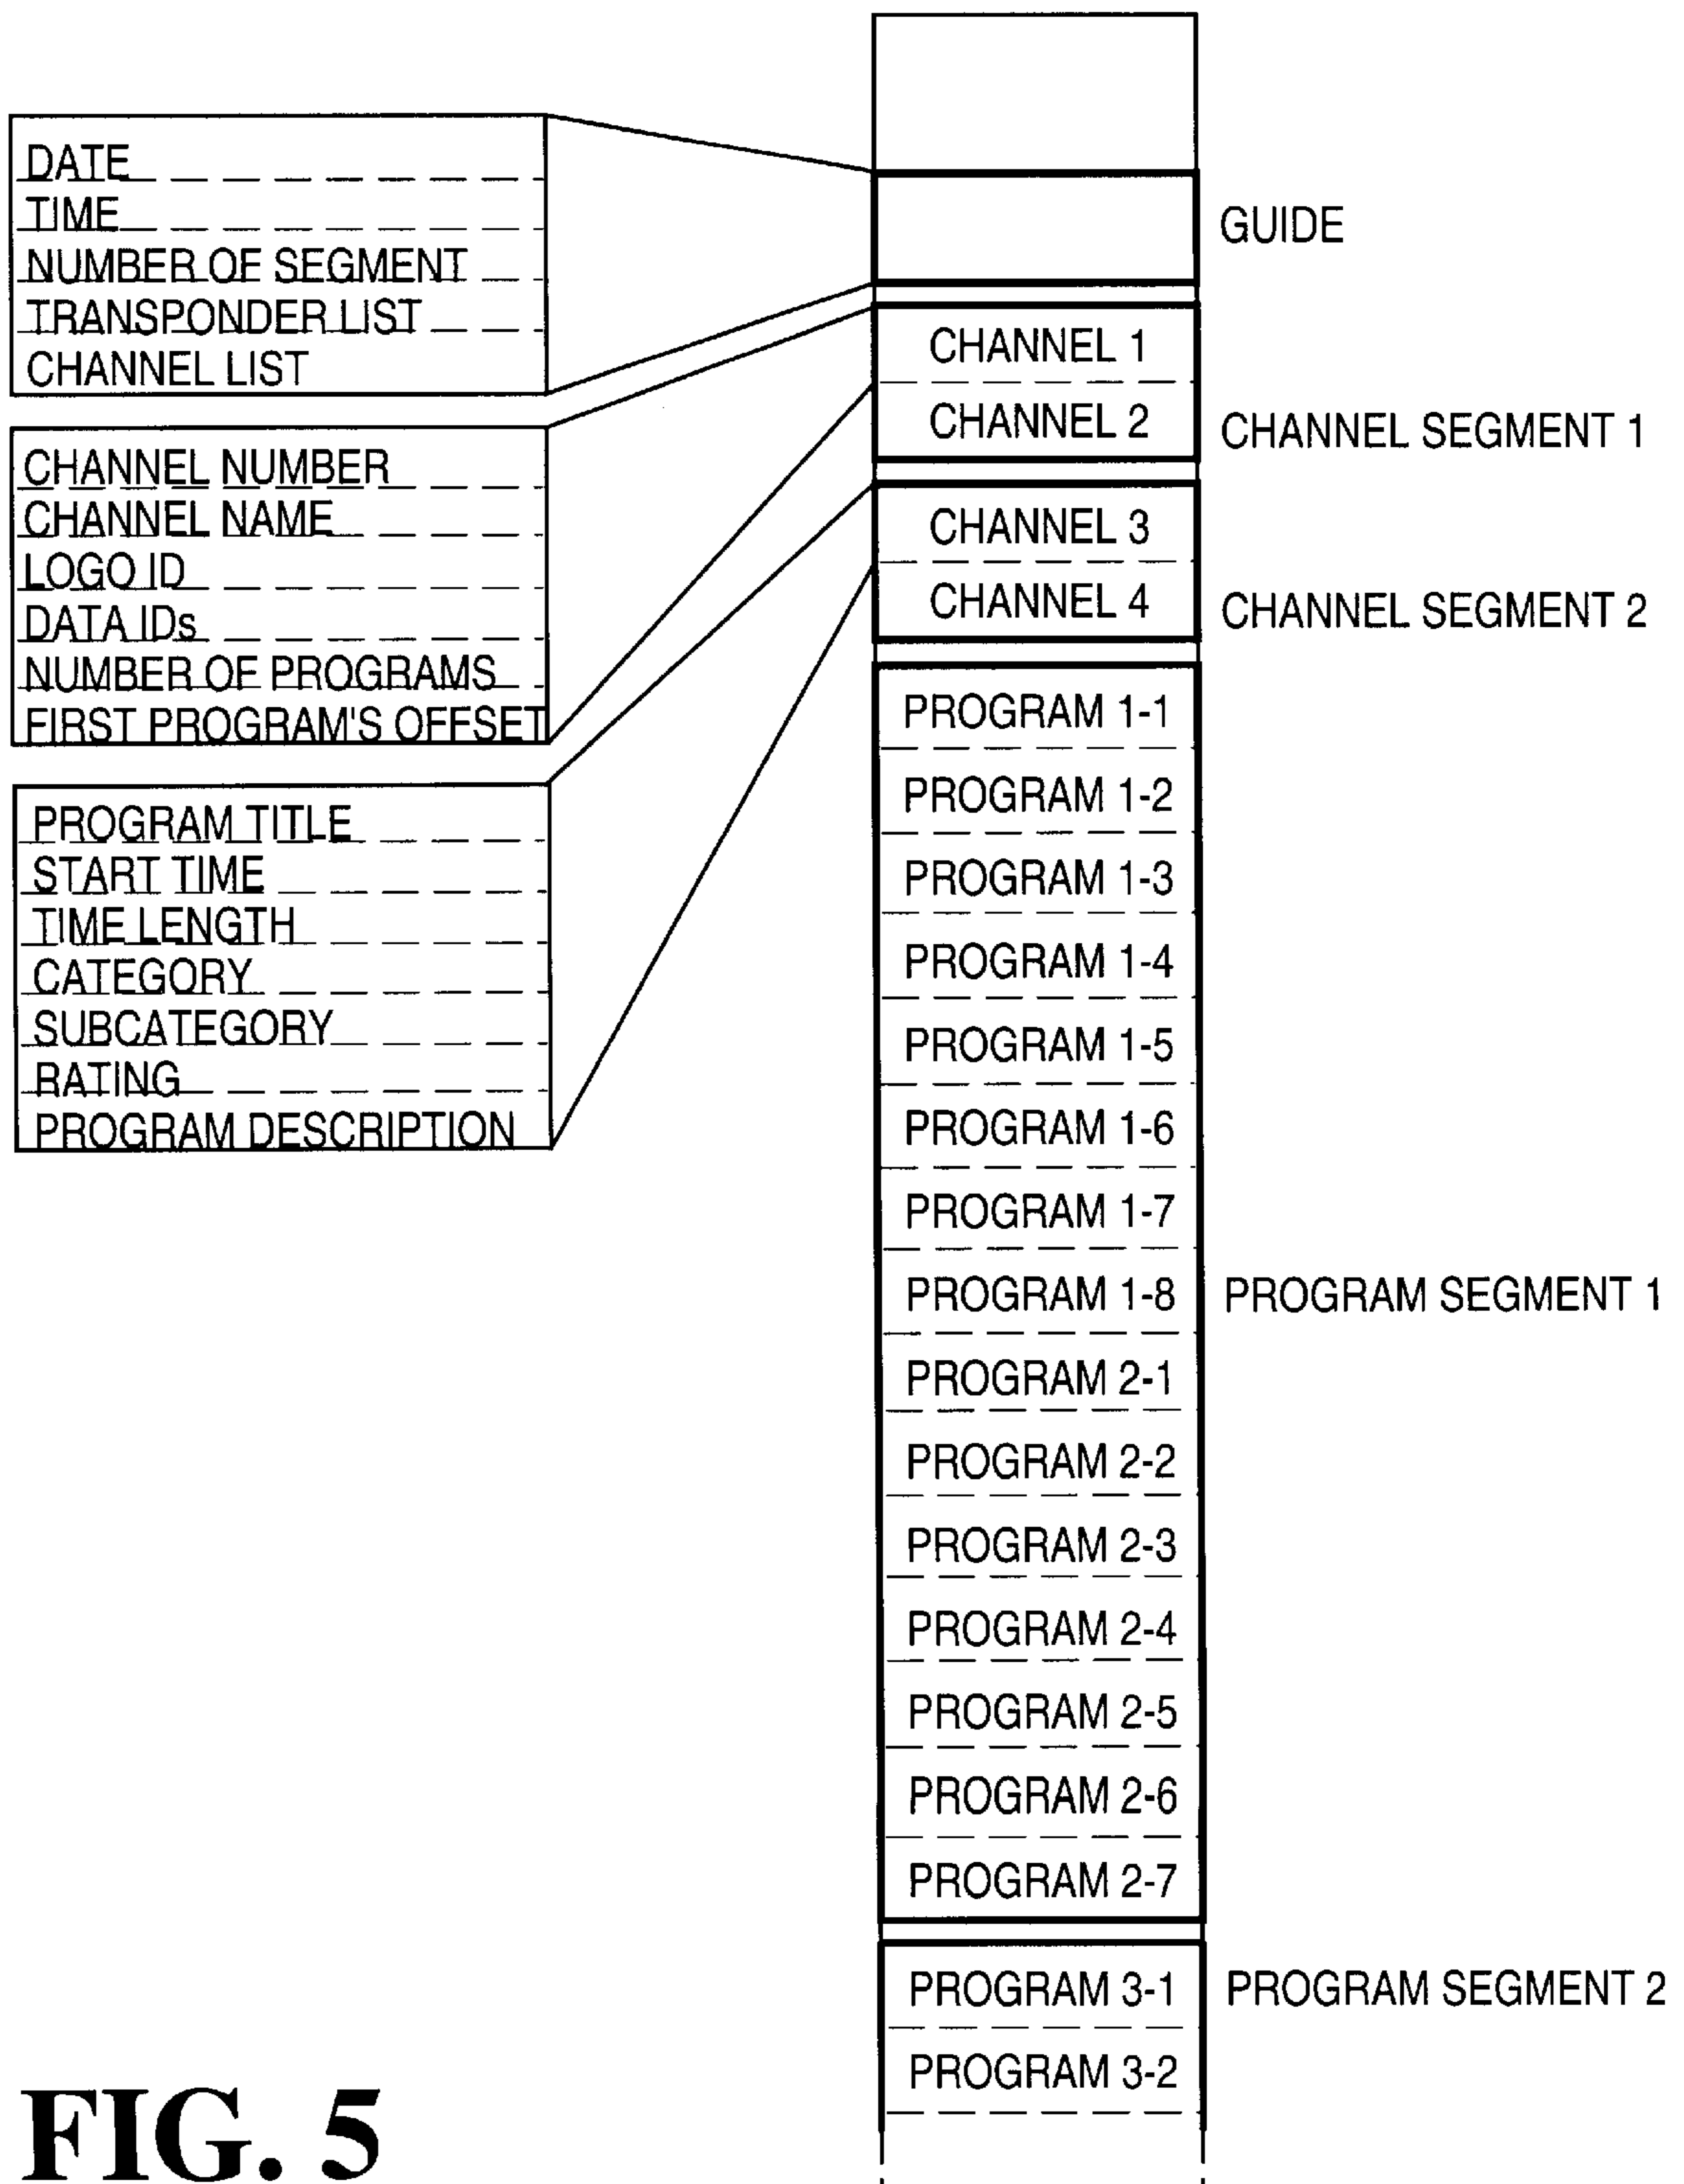 DATE
TIME
NUMBER OF SEGMENT
TRANSPONDER LIST
CHANNEL LIST
CHANNEL NUMBER
CHANNEL NAME
LOGO ID
DATA IDs
NUMBER OF PROGRAMS
FIRST PROGRAM'S OFFSET
PROGRAM TITLE
START TIME
TIME LENGTH
CATEGORY
SUBCATEGORY
RATING
PROGRAM DESCRIPTION
GUIDE
CHANNEL 1
CHANNEL 2
CHANNEL SEGMENT 1
CHANNEL 3
CHANNEL 4
CHANNEL SEGMENT 2
PROGRAM 1-1
PROGRAM 1-2
PROGRAM 1-3
PROGRAM 1-4
PROGRAM 1-5
PROGRAM 1-6
PROGRAM 1-7
PROGRAM 1-8
PROGRAM SEGMENT 1
PROGRAM 2-1
PROGRAM 2-2
PROGRAM 2-3
PROGRAM 2-4
PROGRAM 2-5
PROGRAM 2-6
PROGRAM 2-7
PROGRAM 3-1
PROGRAM SEGMENT 2
PROGRAM 3-2
FIG. 5